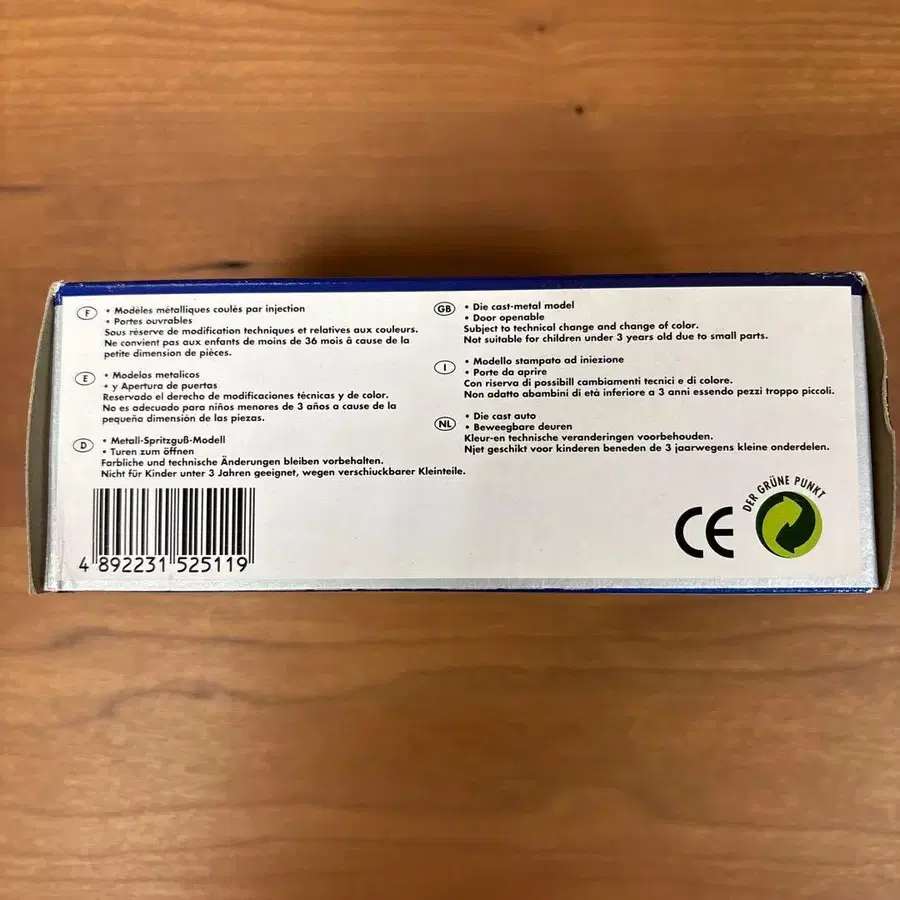 F • Modèles métalliques coulés par injection
• Portes ouvrables
Sous réserve de modification techniques et relatives aux couleurs.
Ne convient pas aux enfants de moins de 36 mois à cause de la
petite dimension de pièces.
E • Modelos metalicos
• y Apertura de puertas
Reservado el derecho de modificaciones técnicas y de color.
No es adecuado para niños menores de 3 años a cause de la
pequeña dimensión de las piezas.
D • Metall-Spritzguß-Modell
• Turen zum öffnen
Farbliche und technische Änderungen bleiben vorbehalten.
Nicht für Kinder unter 3 Jahren geeignet, wegen verschiuckbarer Kleinteile.
GB • Die cast-metal model
• Door openable
Subject to technical change and change of color.
Not suitable for children under 3 years old due to small parts.
I • Modello stampato ad iniezione
• Porte da aprire
Con riserva di possibill cambiamenti tecnici e di colore.
Non adatto abambini di età inferiore a 3 anni essendo pezzi troppo piccoli.
NL • Die cast auto
• Beweegbare deuren
Kleur-en technische veranderingen voorbehouden.
Njet geschikt voor kinderen beneden de 3 jaarwegens kleine onderdelen.
4 892231 525119
CE
DER GRÜNE PUNKT